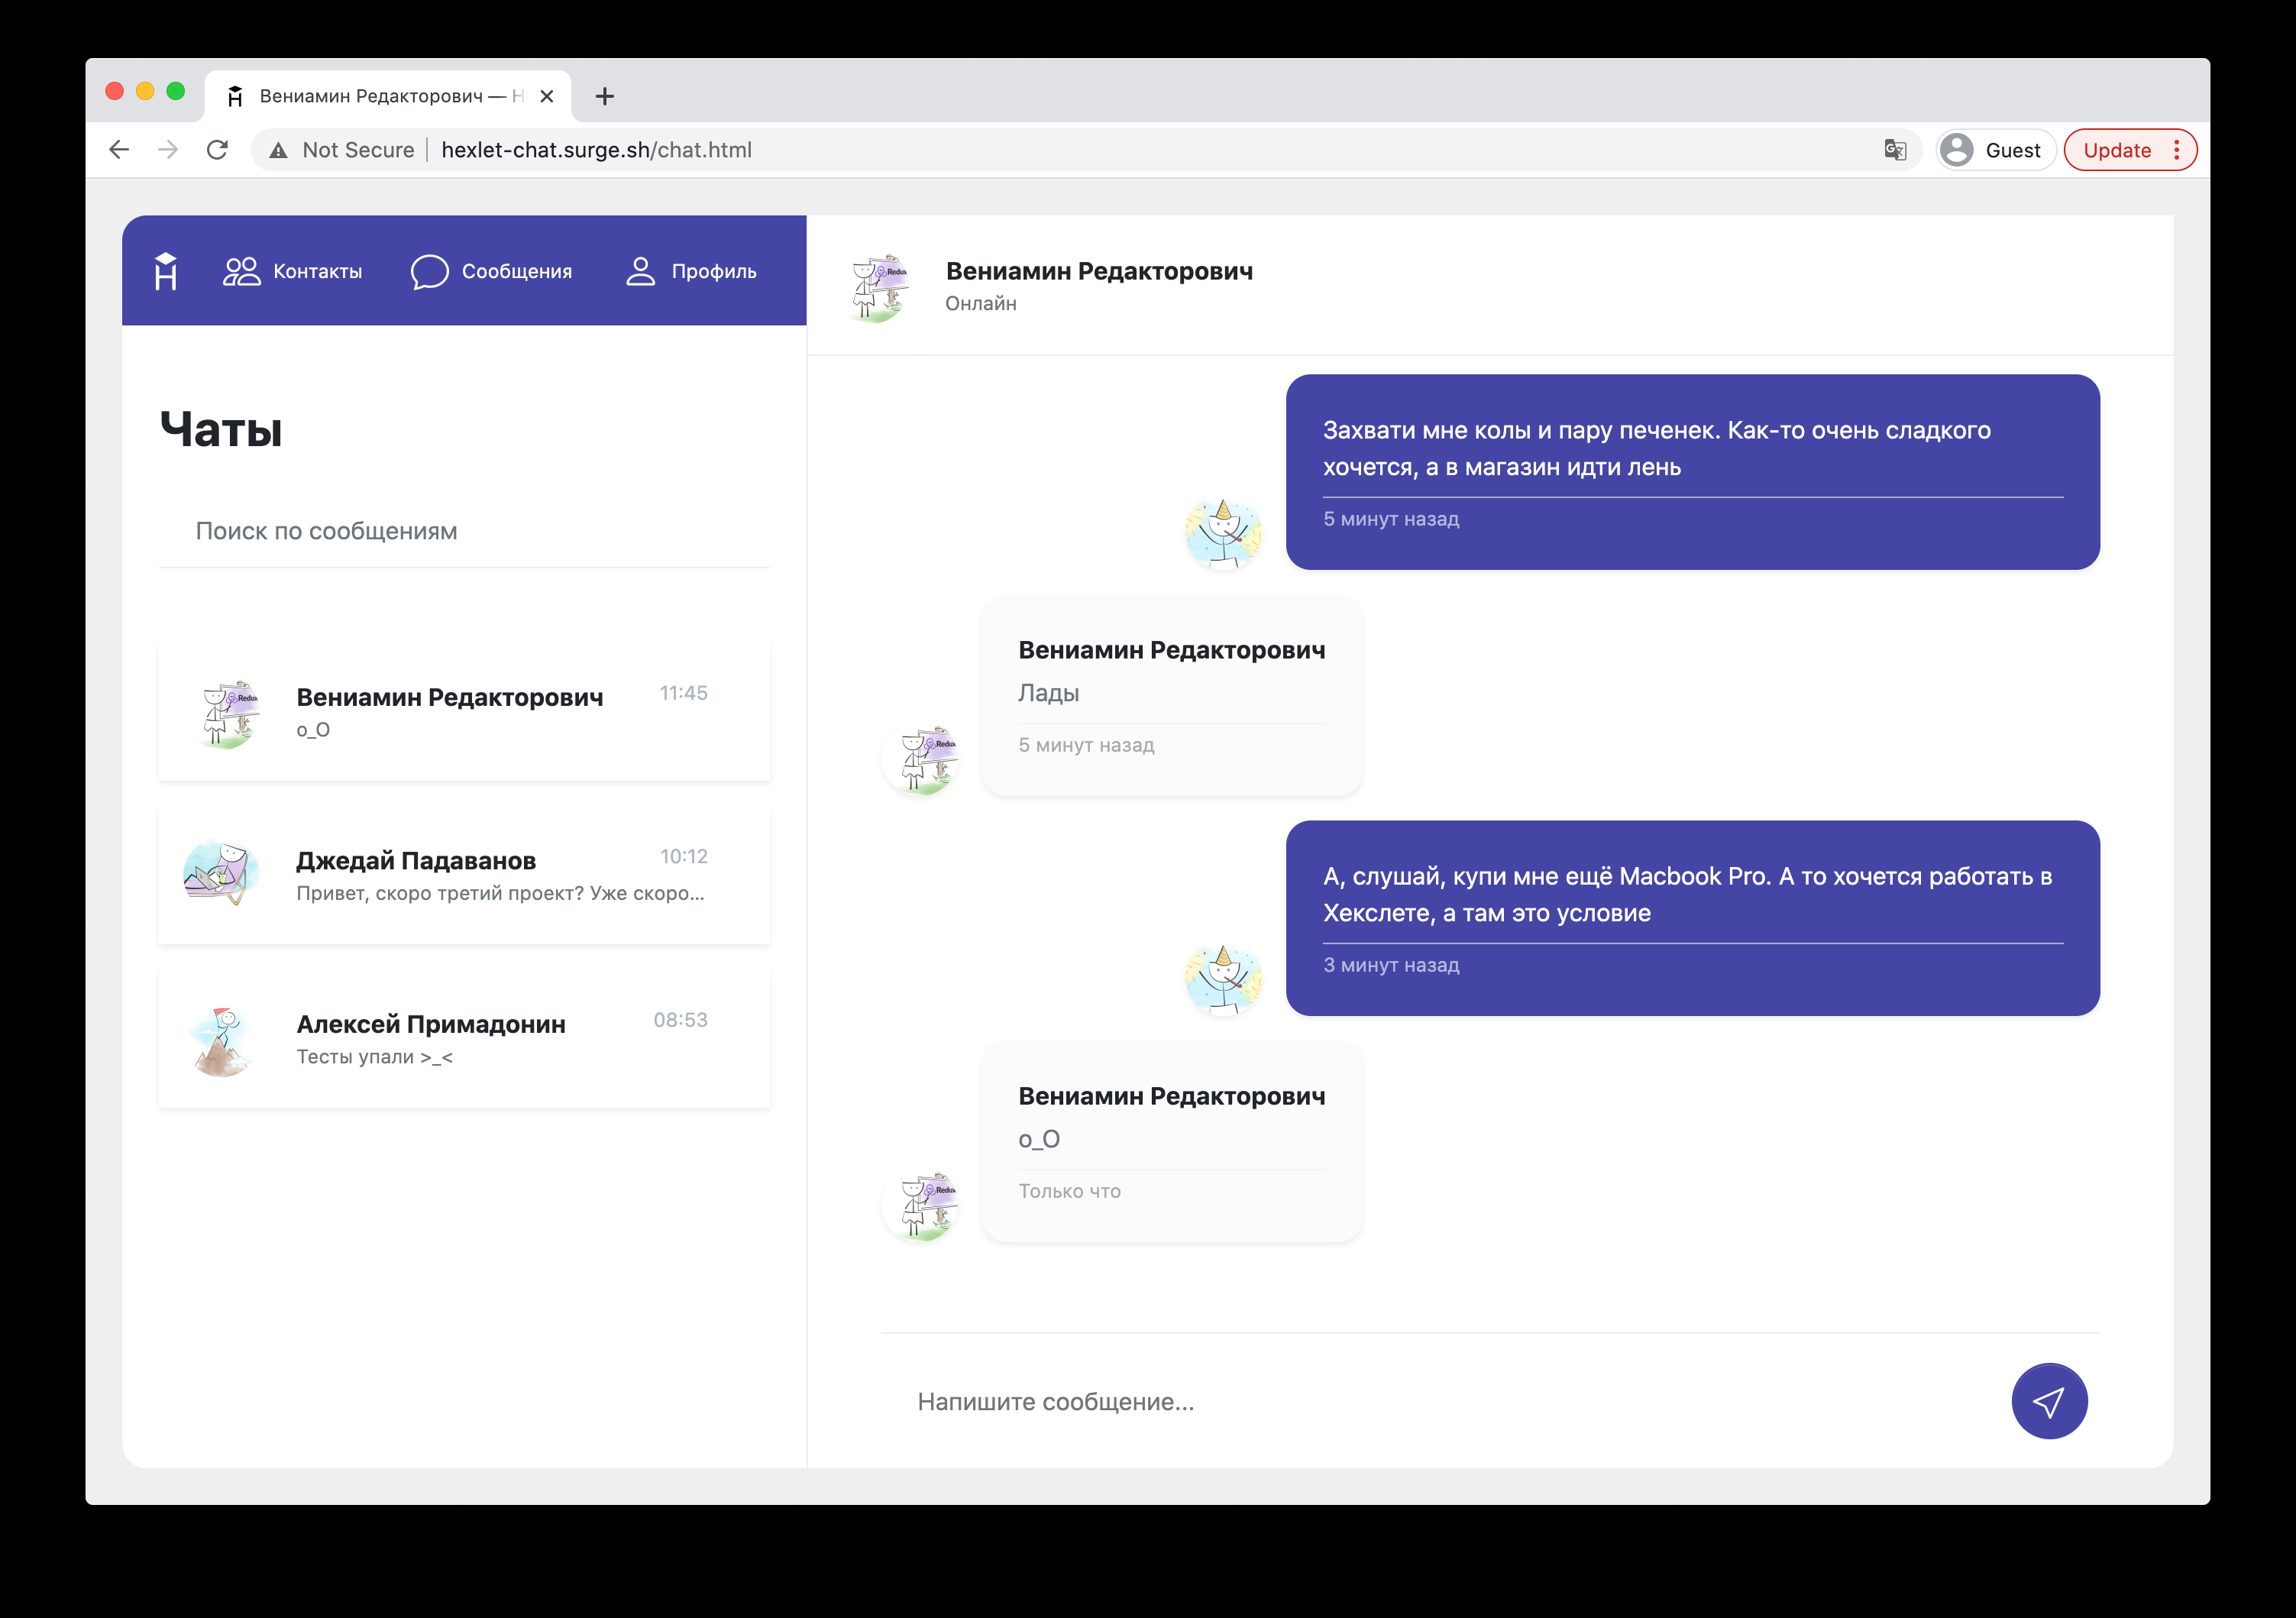 Вениамин Редакторович — H
Not Secure
hexlet-chat.surge.sh/chat.html
Guest
Update
Контакты
Сообщения
Профиль
Чаты
Поиск по сообщениям
Redux
Вениамин Редакторович
11:45
o_O
Джедай Падаванов
10:12
Привет, скоро третий проект? Уже скоро...
Алексей Примадонин
08:53
Тесты упали >_<
Redux
Вениамин Редакторович
Онлайн
Захвати мне колы и пару печенек. Как-то очень сладкого
хочется, а в магазин идти лень
5 минут назад
Вениамин Редакторович
Лады
5 минут назад
Redux
А, слушай, купи мне ещё Macbook Pro. А то хочется работать в
Хекслете, а там это условие
3 минут назад
Вениамин Редакторович
o_O
Только что
Redux
Напишите сообщение...